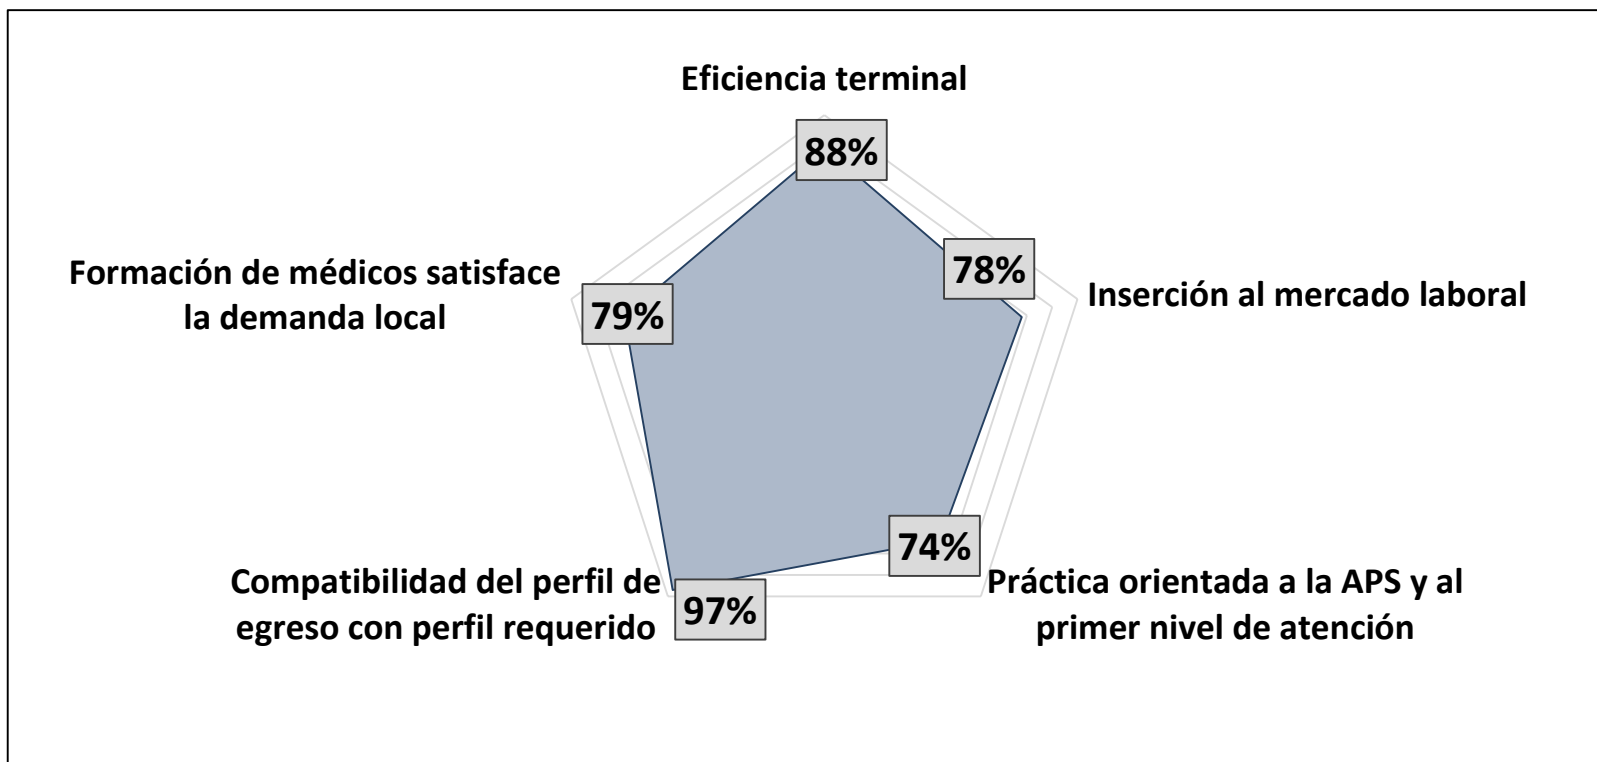 Eficiencia terminal
88%
78%
Inserción al mercado laboral
Formación de médicos satisface
la demanda local
79%
74%
Práctica orientada a la APS y al
primer nivel de atención
Compatibilidad del perfil de
egreso con perfil requerido
97%